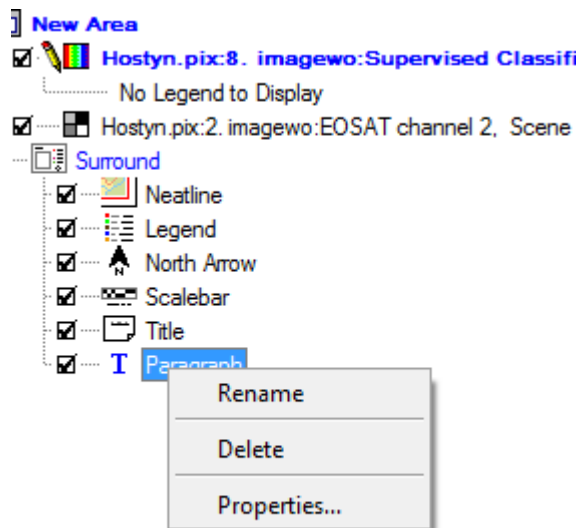 New Area
Hostyn.pix:8. imagewo:Supervised Classifi
No Legend to Display
Hostyn.pix:2. imagewo:EOSAT channel 2, Scene
Surround
Neatline
Legend
N
North Arrow
Scalebar
Title
T Paragraph
Rename
Delete
Properties...